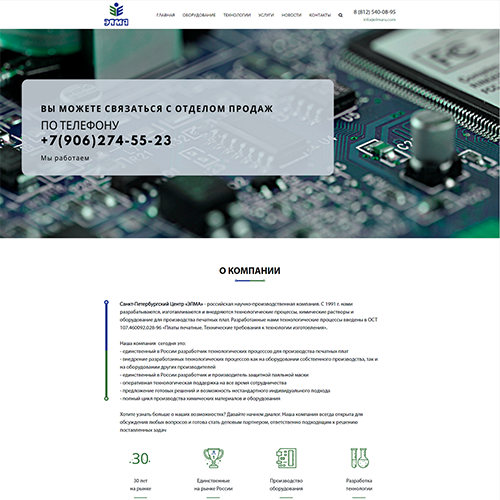 ЭЛМА
ГЛАВНАЯ ОБОРУДОВАНИЕ ТЕХНОЛОГИИ УСЛУГИ НОВОСТИ КОНТАКТЫ
8 (812) 540-08-95
ВЫ МОЖЕТЕ СВЯЗАТЬСЯ С ОТДЕЛОМ ПРОДАЖ
ПО ТЕЛЕФОНУ
+7(906)274-55-23
Мы работаем
О КОМПАНИИ
Санкт-Петербургский Центр «ЭЛМА» - российская научно-производственная компания. С 1991 г. нами
разрабатываются, изготавливаются и внедряются технологические процессы, химические растворы и
оборудование для производства печатных плат. Разработанные нами технологические процессы введены в ОСТ
107.460092.028-96 «Платы печатные. Технические требования к технологии изготовления».
Наша компания сегодня это:
- единственный в России разработчик технологических процессов для производства печатных плат
- внедрение разработанных технологических процессов как на оборудовании собственного производства, так и
на оборудовании других производителей
- единственный в России разработчик и производитель защитной паяльной маски
- оперативная технологическая поддержка на все время сотрудничества
- предложение готовых решений и возможность нестандартного индивидуального подхода
- полный цикл производства химических материалов и оборудования
Хотите узнать больше о наших возможностях? Давайте начнем диалог. Наша компания всегда открыта для
обсуждения любых вопросов и готова стать деловым партнером, ответственно подходящим к решению
поставленных задач
30
30 лет
на рынке
Единственные
на рынке России
Производство
оборудования
Разработка
технологии